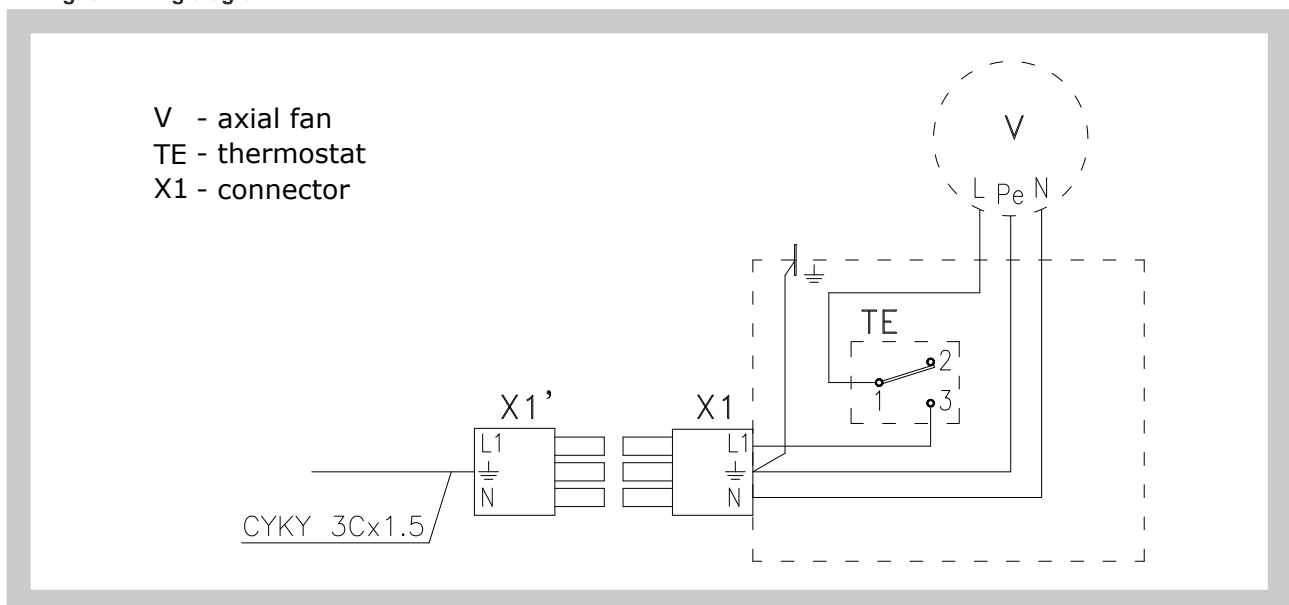 V - axial fan
TE - thermostat
X1 - connector
V
L Pe N
TE
2
1
3
X1'
X1
L1
N
L1
N
CYKY 3Cx1.5